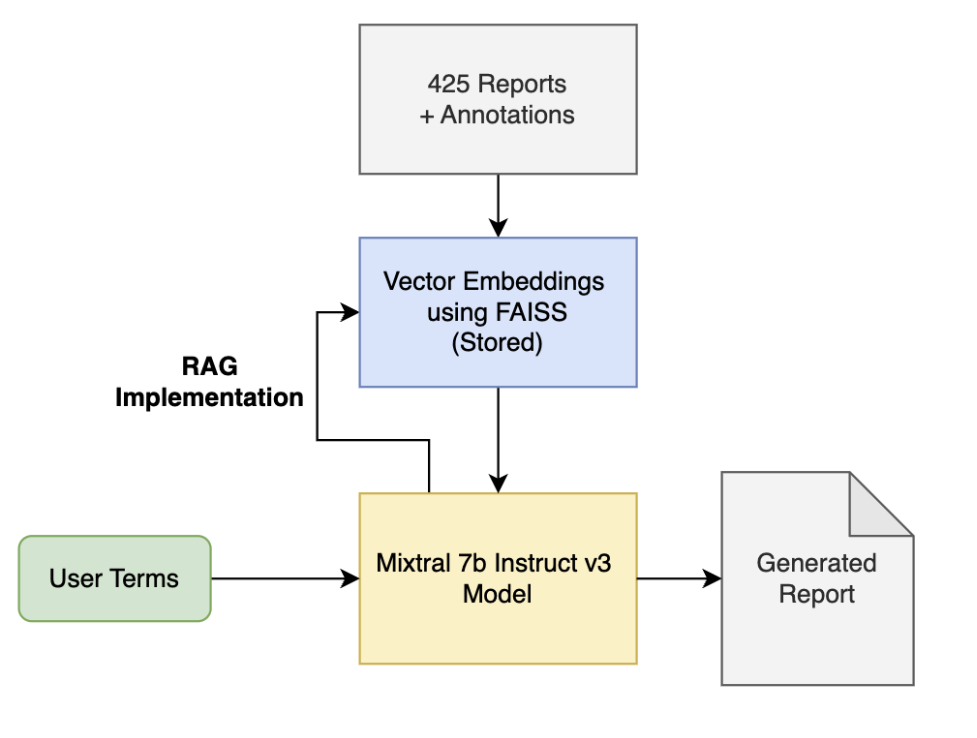 425 Reports
+ Annotations
Vector Embeddings
using FAISS
(Stored)
RAG
Implementation
User Terms
Mixtral 7b Instruct v3
Model
Generated
Report